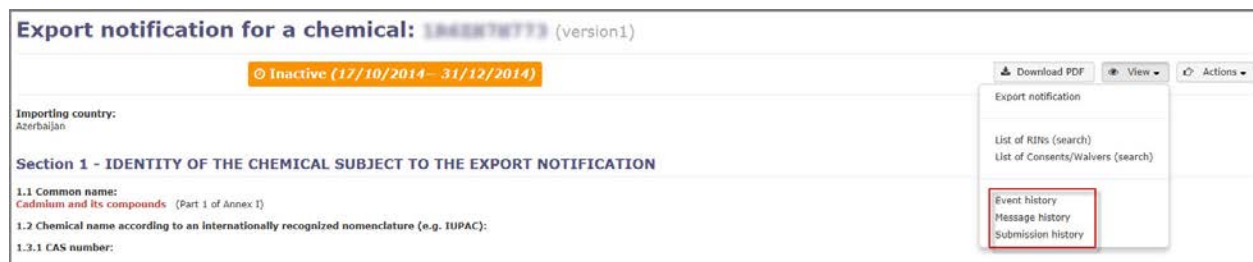 Export notification for a chemical: (version1)
Inactive (17/10/2014– 31/12/2014)
Download PDF View Actions
Export notification
Importing country:
Azerbaijan
List of RINs (search)
List of Consents/Waivers (search)
Section 1 - IDENTITY OF THE CHEMICAL SUBJECT TO THE EXPORT NOTIFICATION
1.1 Common name:
Cadmium and its compounds (Part 1 of Annex I)
Event history
Message history
Submission history
1.2 Chemical name according to an internationally recognized nomenclature (e.g. IUPAC):
1.3.1 CAS number: